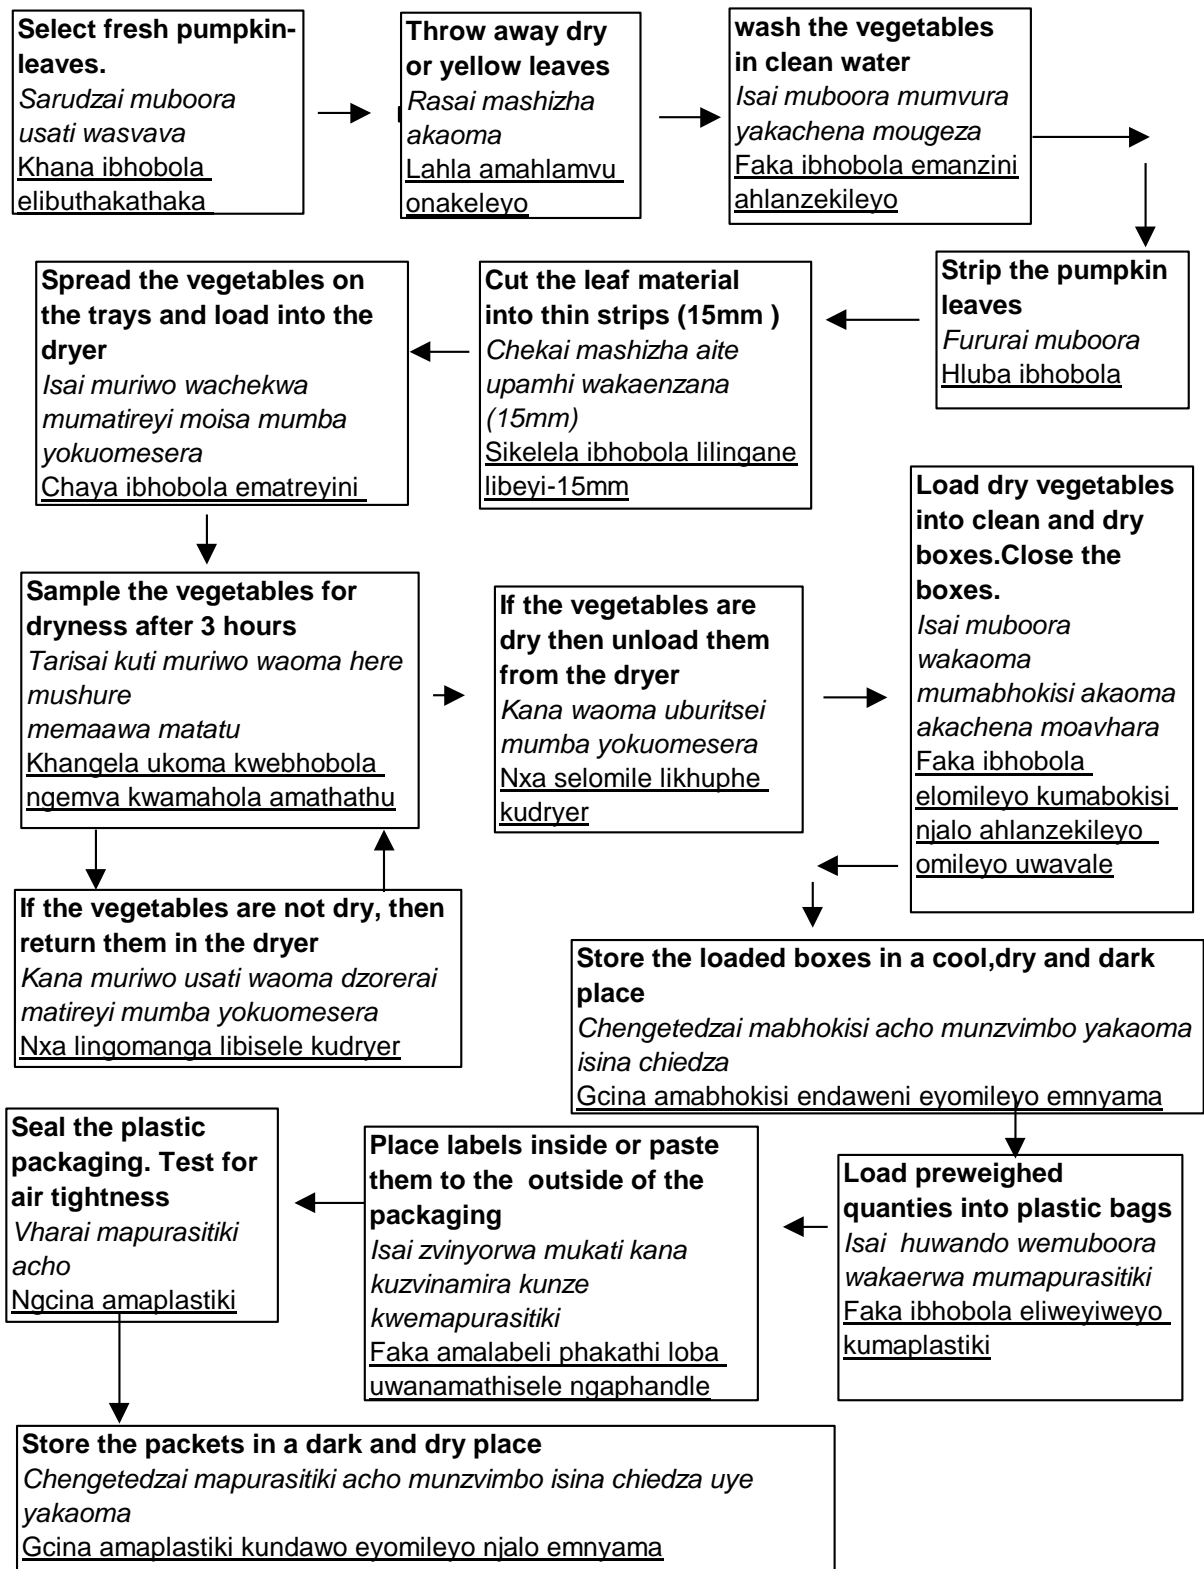 Select fresh pumpkin-
leaves.
Sarudzai muboora
usati wasvava
Khana ibhobola
elibuthakathaka
Throw away dry
or yellow leaves
Rasai mashizha
akaoma
Lahla amahlamvu
onakeleyo
wash the vegetables
in clean water
Isai muboora mumvura
yakachena mougeza
Faka ibhobola emanzini
ahlanzekileyo
Strip the pumpkin
leaves
Fururai muboora
Hluba ibhobola
Cut the leaf material
into thin strips (15mm )
Chekai mashizha aite
upamhi wakaenzana
(15mm)
Sikelela ibhobola lilingane
libeyi-15mm
Spread the vegetables on
the trays and load into the
dryer
Isai muriwo wachekwa
mumatireyi moisa mumba
yokuomesera
Chaya ibhobola ematreyini
Sample the vegetables for
dryness after 3 hours
Tarisai kuti muriwo waoma here
mushure
memaawa matatu
Khangela ukoma kwebhobola
ngemva kwamahola amathathu
If the vegetables are not dry, then
return them in the dryer
Kana muriwo usati waoma dzorerai
matireyi mumba yokuomesera
Nxa lingomanga libisele kudryer
If the vegetables are
dry then unload them
from the dryer
Kana waoma uburitsei
mumba yokuomesera
Nxa selomile likhuphe
kudryer
Load dry vegetables
into clean and dry
boxes.Close the
boxes.
Isai muboora
wakaoma
mumabhokisi akaoma
akachena moavhara
Faka ibhobola
elomileyo kumabokisi
njalo ahlanzekileyo
omileyo uwavale
Store the loaded boxes in a cool,dry and dark
place
Chengetedzai mabhokisi acho munzvimbo yakaoma
isina chiedza
Gcina amabhokisi endaweni eyomileyo emnyama
Load preweighed
quanties into plastic bags
Isai huwando wemuboora
wakaerwa mumapurasitiki
Faka ibhobola eliweyiweyo
kumaplastiki
Place labels inside or paste
them to the outside of the
packaging
Isai zvinyorwa mukati kana
kuzvinamira kunze
kwemapurasitiki
Faka amalabeli phakathi loba
uwanamathisele ngaphandle
Seal the plastic
packaging. Test for
air tightness
Vharai mapurasitiki
acho
Ngcina amaplastiki
Store the packets in a dark and dry place
Chengetedzai mapurasitiki acho munzvimbo isina chiedza uye
yakaoma
Gcina amaplastiki kundawo eyomileyo njalo emnyama